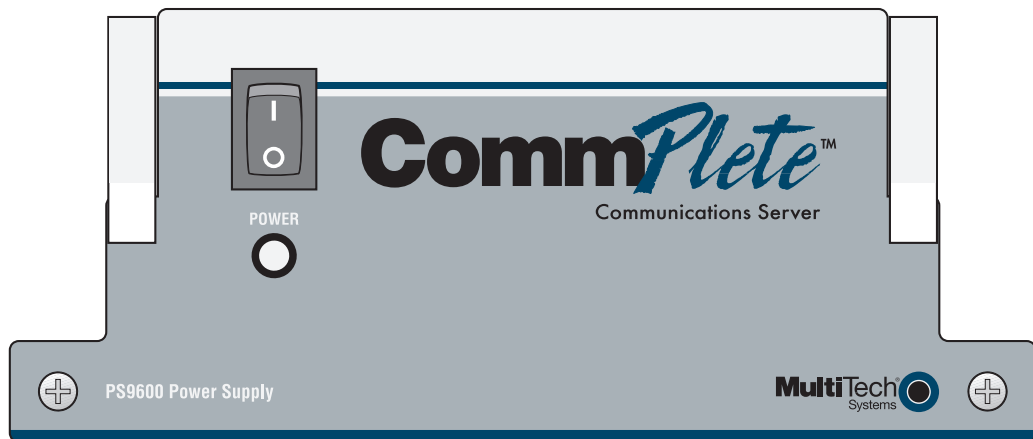 I
O
CommPlete™
Communications Server
POWER
PS9600 Power Supply
MultiTech®
Systems